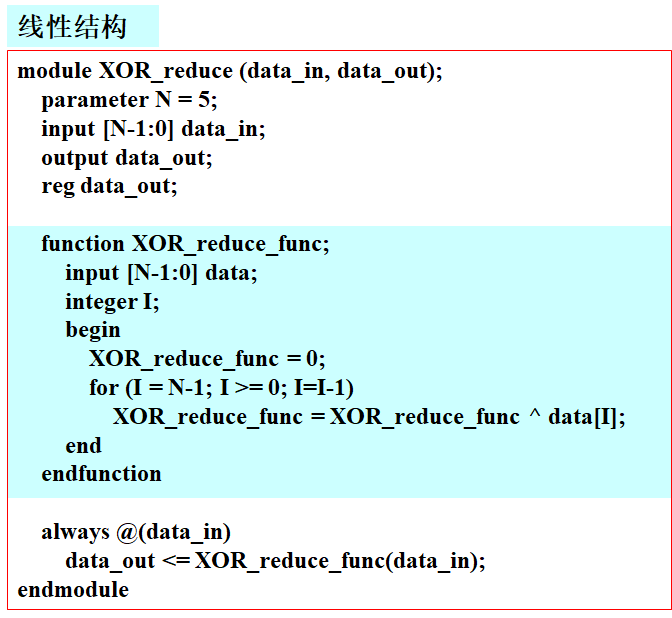 线性结构
module XOR_reduce (data_in, data_out);
parameter N = 5;
input [N-1:0] data_in;
output data_out;
reg data_out;
function XOR_reduce_func;
input [N-1:0] data;
integer I;
begin
XOR_reduce_func = 0;
for (I = N-1; I >= 0; I=I-1)
XOR_reduce_func = XOR_reduce_func ^ data[I];
end
endfunction
always @(data_in)
data_out <= XOR_reduce_func(data_in);
endmodule